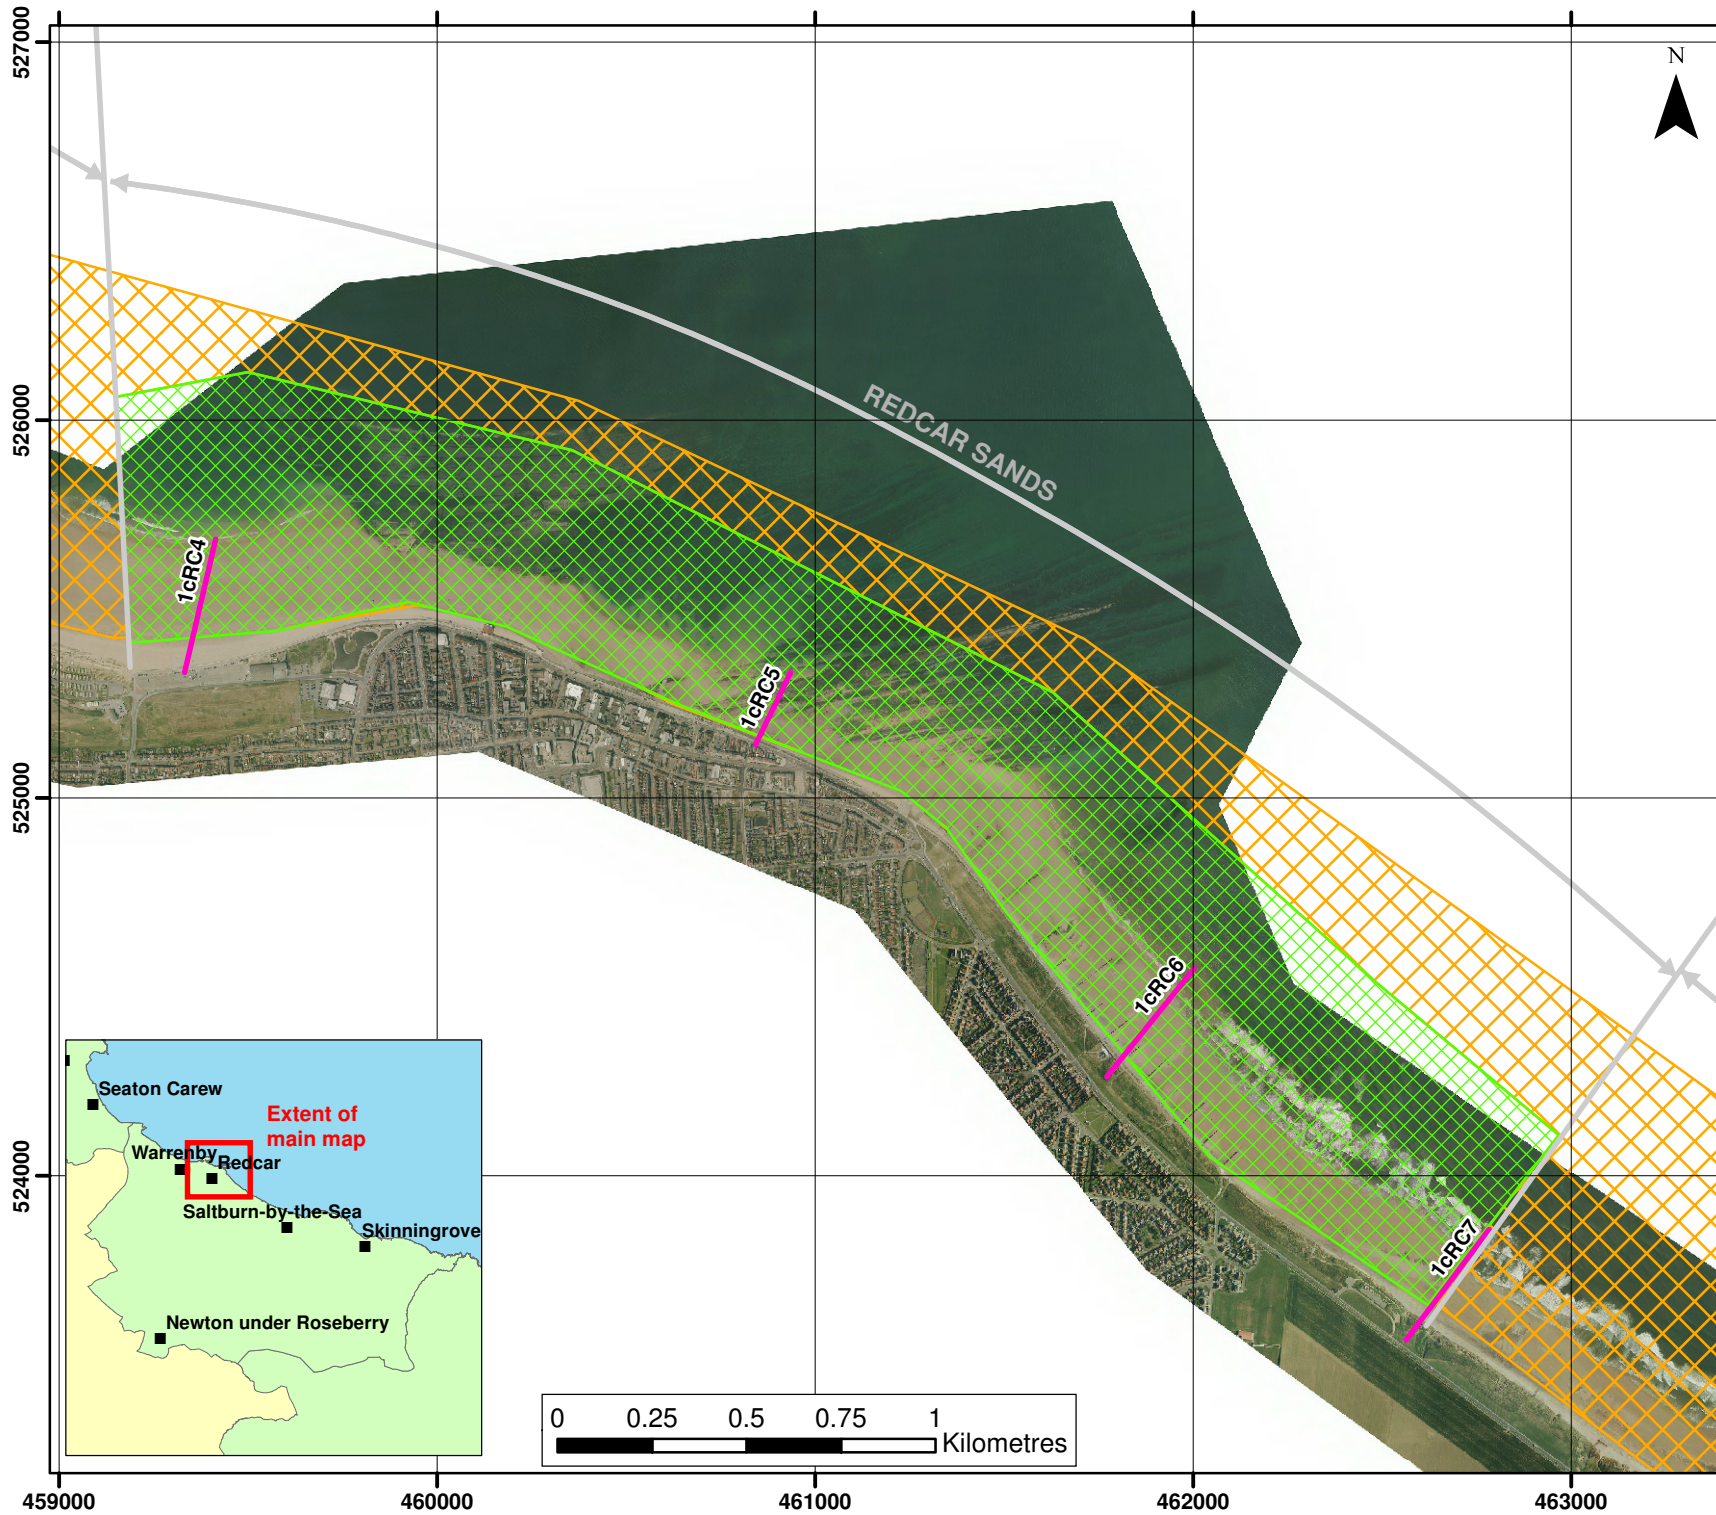 527000
N
526000
REDCAR SANDS
1cRC4
1cRC5
525000
1cRC6
524000
1cRC7
Seaton Carew
Extent of
main map
Warrenby
Redcar
Saltburn-by-the-Sea
Skinningrove
Newton under Roseberry
0 0.25 0.5 0.75 1
Kilometres
459000 460000 461000 462000 463000